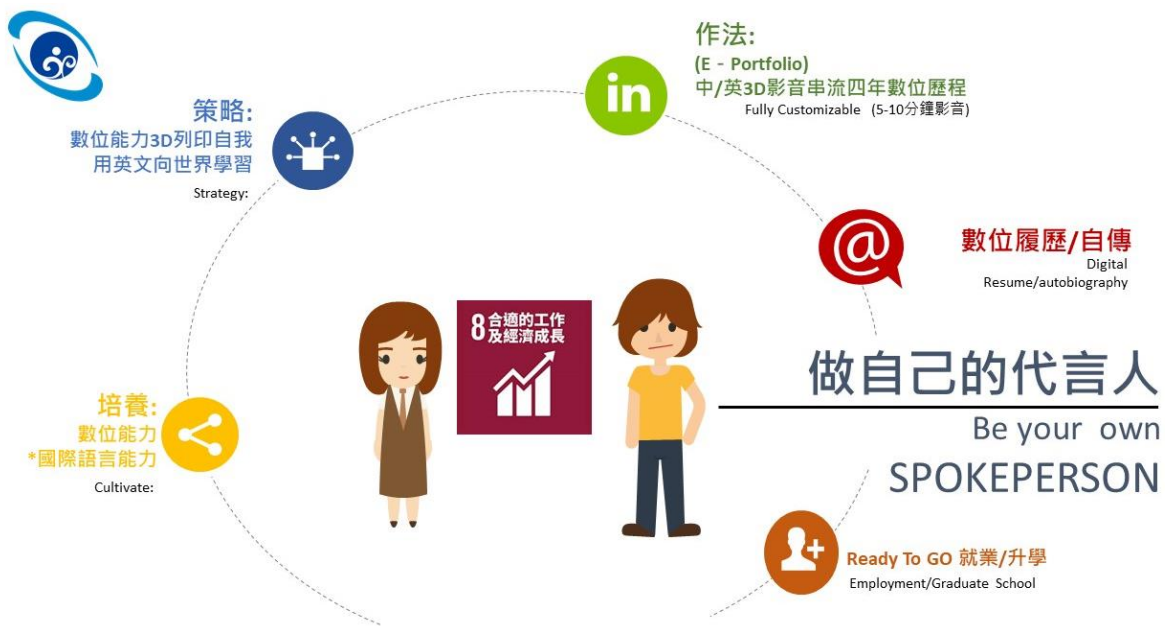 作法:
(E - Portfolio)
中/英3D影音串流四年數位歷程
Fully Customizable (5-10分鐘影音)
in
策略:
數位能力3D列印自我
用英文向世界學習
Strategy:
@
數位履歷/自傳
Digital
Resume/autobiography
8 合適的工作
及經濟成長
做自己的代言人
Be your own
SPOKEPERSON
培養:
數位能力
*國際語言能力
Cultivate:
Ready To GO 就業/升學
Employment/Graduate School